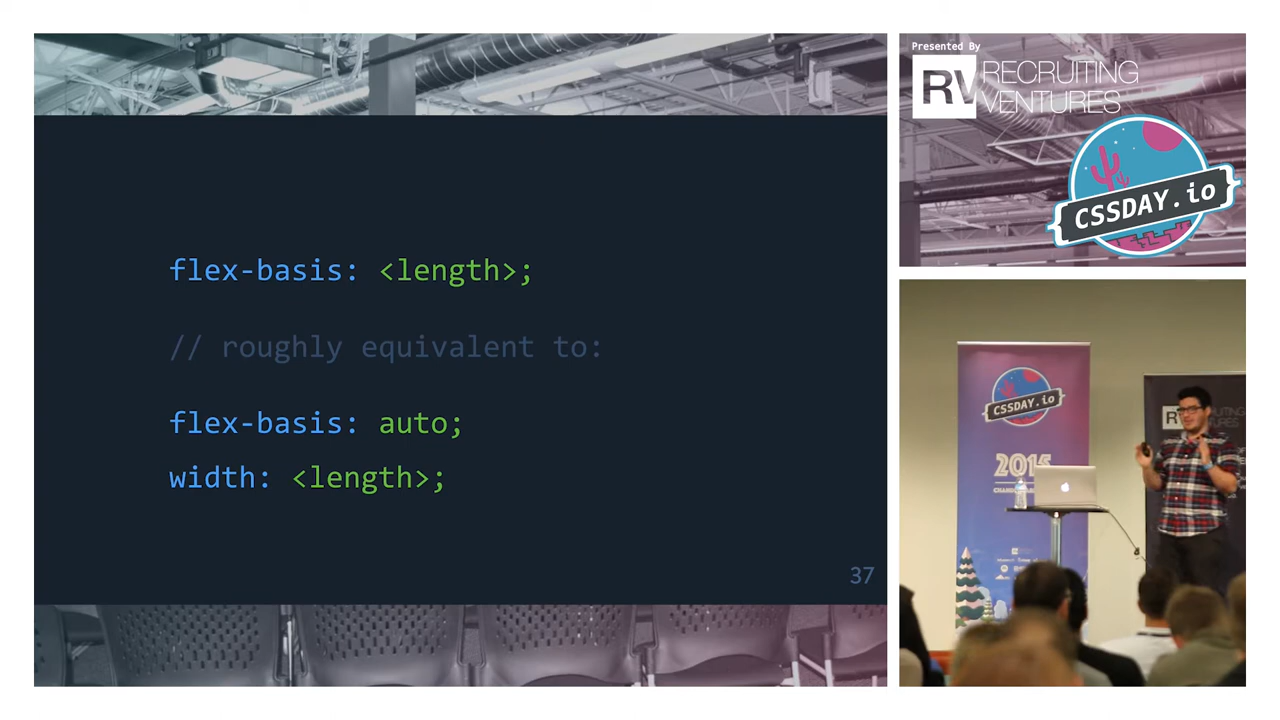 flex-basis: <length>;
// roughly equivalent to:
flex-basis: auto;
width: <length>;
37
Presented By
RV RECRUITING
VENTURES
{CSSDAY.io}
{CSSDAY.io}
2015